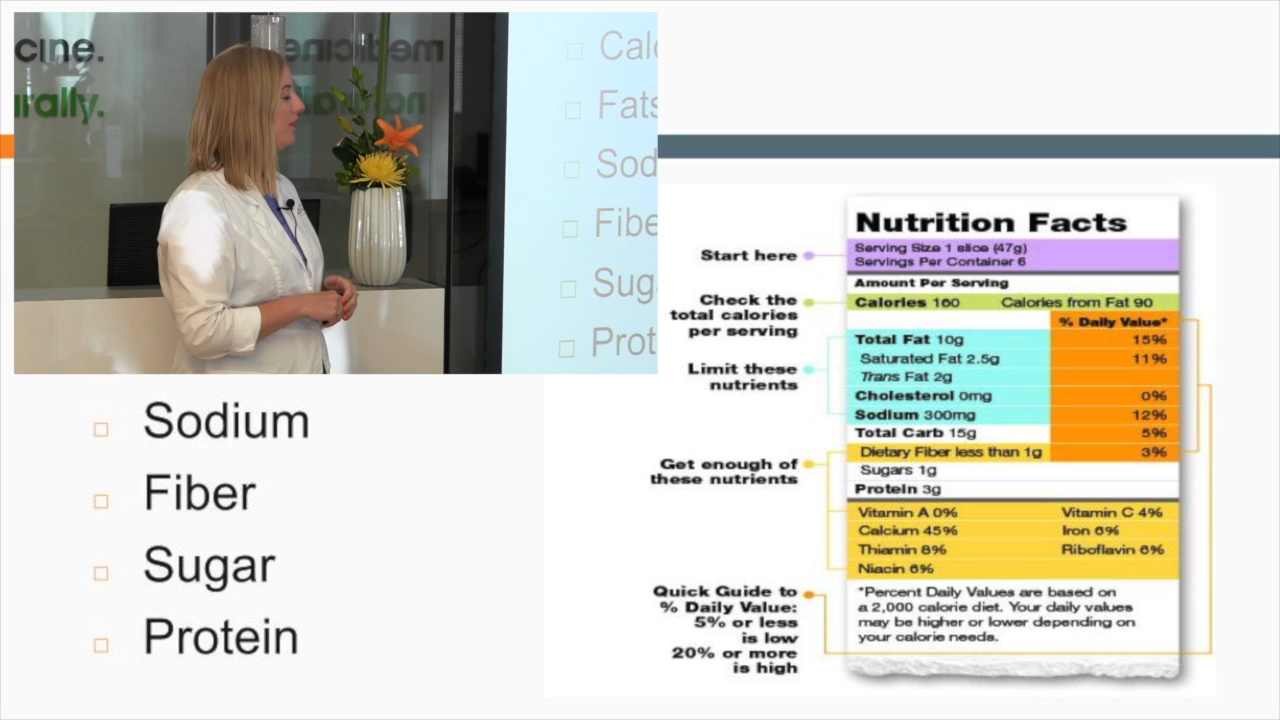 cine.
medicine
rally.
Fats
Sugar
Sodium
Fiber
Sugar
Protein
Start here
Check the
total calories
per serving
Limit these
nutrients
Get enough of
these nutrients
Quick Guide to
% Daily Value:
5% or less
is low
20% or more
is high
Nutrition Facts
Serving Size 1 slice (47g)
Servings Per Container 6
Amount Per Serving
Calories 160 Calories from Fat 90
% Daily Value*
Total Fat 10g 15%
Saturated Fat 2.5g 11%
Trans Fat 2g
Cholesterol 0mg 0%
Sodium 300mg 12%
Total Carb 15g 5%
Dietary Fiber less than 1g 3%
Sugars 1g
Protein 3g
Vitamin A 0% Vitamin C 4%
Calcium 45% Iron 6%
Thiamin 8% Riboflavin 6%
Niacin 6%
*Percent Daily Values are based on
a 2,000 calorie diet. Your daily values
may be higher or lower depending on
your calorie needs.